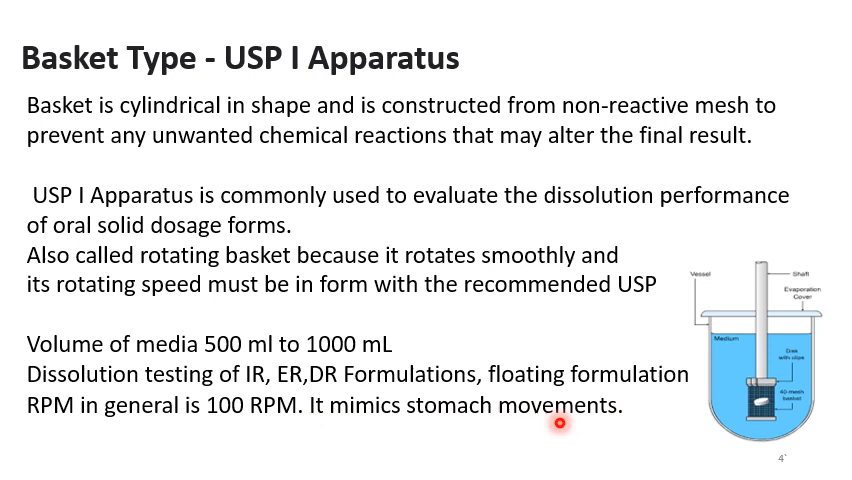 Basket Type - USP I Apparatus
Basket is cylindrical in shape and is constructed from non-reactive mesh to
prevent any unwanted chemical reactions that may alter the final result.
USP I Apparatus is commonly used to evaluate the dissolution performance
of oral solid dosage forms.
Also called rotating basket because it rotates smoothly and
its rotating speed must be in form with the recommended USP
Volume of media 500 ml to 1000 mL
Dissolution testing of IR, ER,DR Formulations, floating formulation
RPM in general is 100 RPM. It mimics stomach movements.
Vessel
Shaft
Evaporation
Cover
Medium
Disk
with clips
40-mesh
basket
4`